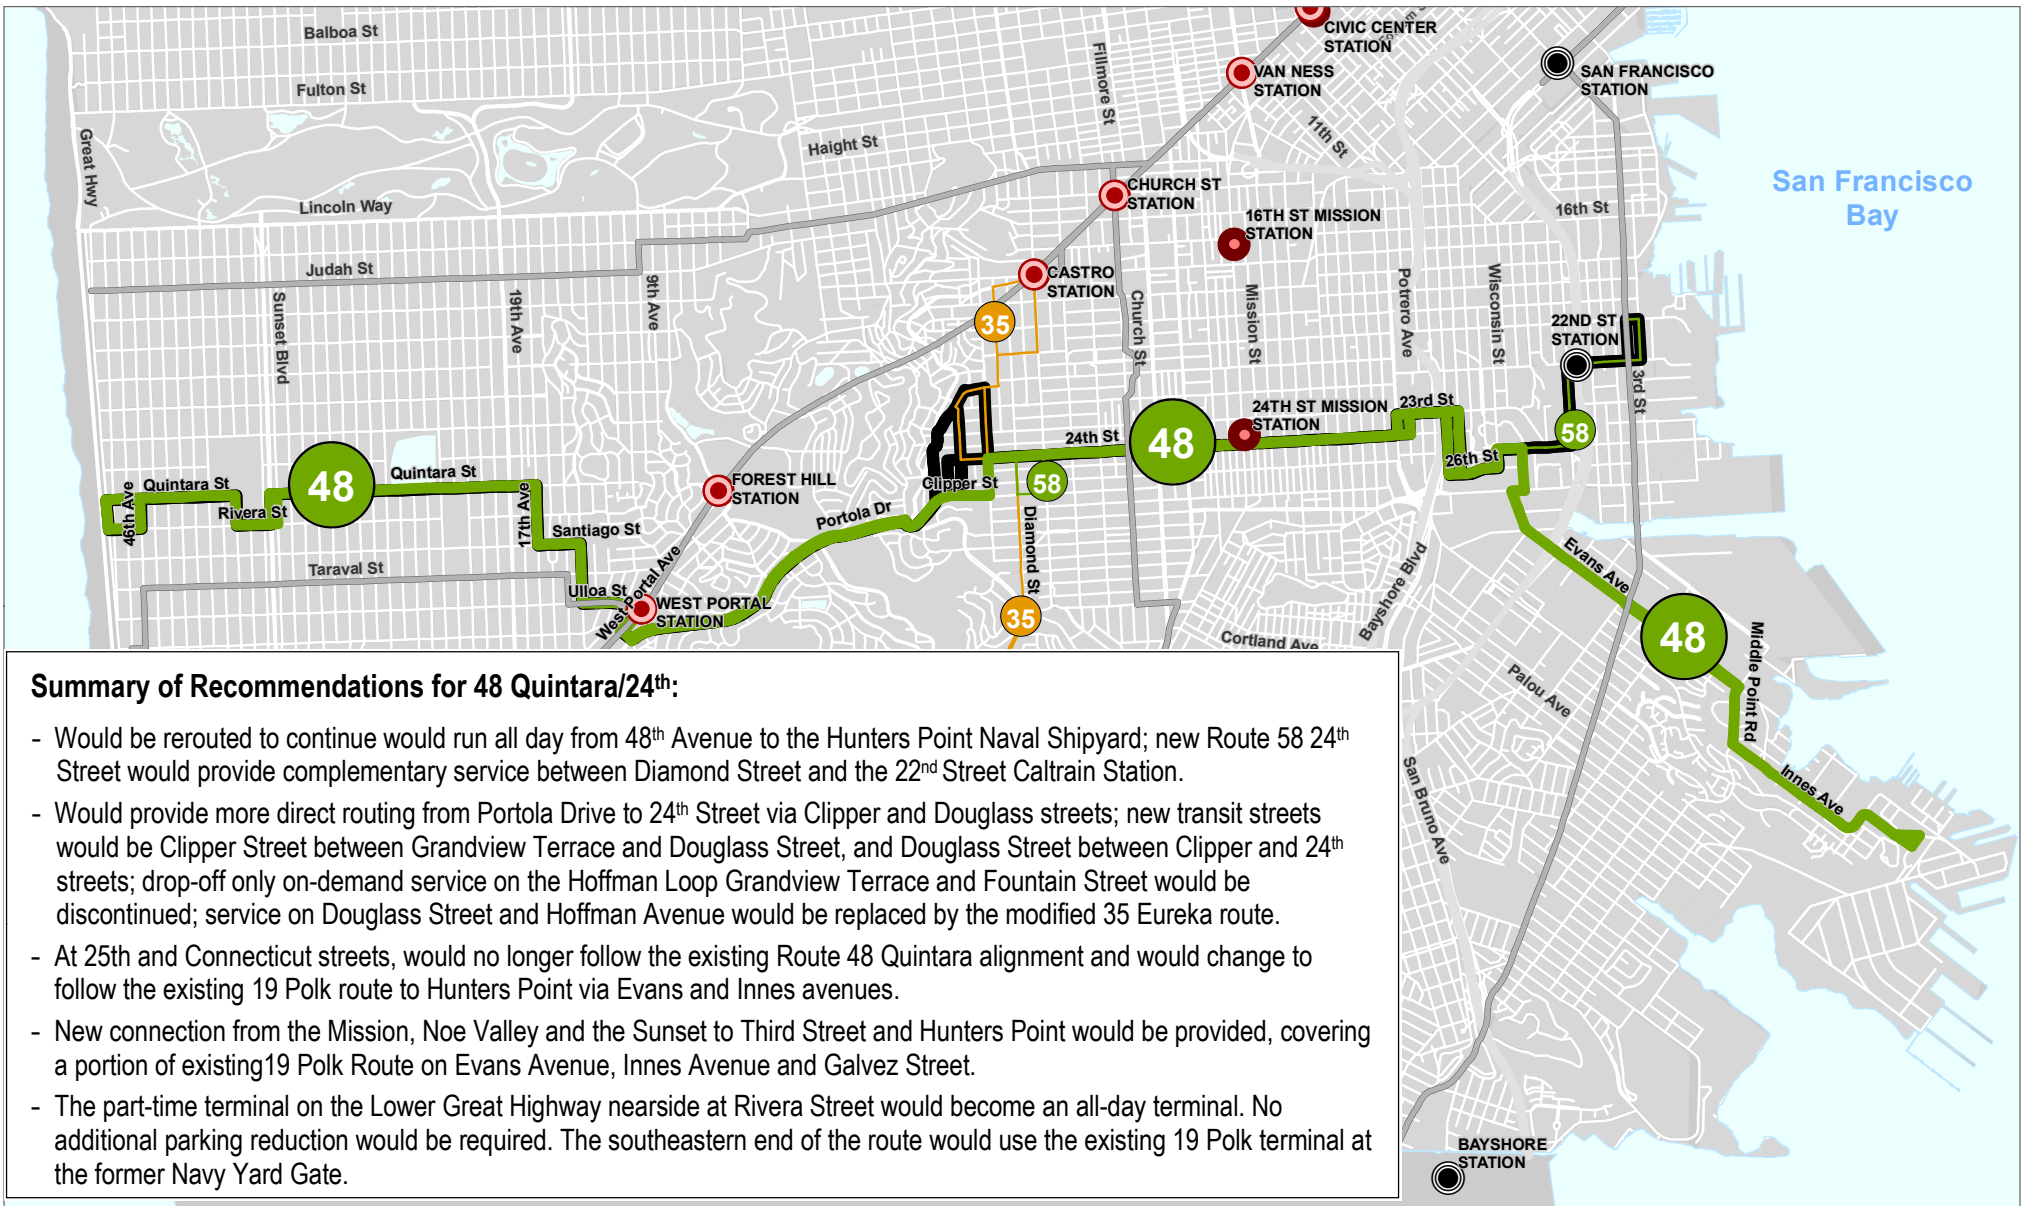 Balboa St
Fulton St
Great Hwy
Haight St
Lincoln Way
Fillmore St
CIVIC CENTER
STATION
VAN NESS
STATION
11th St
SAN FRANCISCO
STATION
San Francisco
Bay
CHURCH ST
STATION
16TH ST MISSION
STATION
16th St
Judah St
Sunset Blvd
19th Ave
9th Ave
CASTRO
STATION
35
Church St
Mission St
Potrero Ave
Wisconsin St
22ND ST
STATION
3rd St
24TH ST MISSION
STATION
23rd St
24th St
48
26th St
58
Quintara St
48
Quintara St
46th Ave
Rivera St
17th Ave
Santiago St
FOREST HILL
STATION
Clipper St
58
Portola Dr
Diamond St
Taraval St
Ulloa St
West Portal Ave
WEST PORTAL
STATION
35
Cortland Ave
Bayshore Blvd
Evans Ave
48
Middle Point Rd
Palou Ave
Innes Ave
San Bruno Ave
BAYSHORE
STATION
Summary of Recommendations for 48 Quintara/24th:
- Would be rerouted to continue would run all day from 48th Avenue to the Hunters Point Naval Shipyard; new Route 58 24th
Street would provide complementary service between Diamond Street and the 22nd Street Caltrain Station.
- Would provide more direct routing from Portola Drive to 24th Street via Clipper and Douglass streets; new transit streets
would be Clipper Street between Grandview Terrace and Douglass Street, and Douglass Street between Clipper and 24th
streets; drop-off only on-demand service on the Hoffman Loop Grandview Terrace and Fountain Street would be
discontinued; service on Douglass Street and Hoffman Avenue would be replaced by the modified 35 Eureka route.
- At 25th and Connecticut streets, would no longer follow the existing Route 48 Quintara alignment and would change to
follow the existing 19 Polk route to Hunters Point via Evans and Innes avenues.
- New connection from the Mission, Noe Valley and the Sunset to Third Street and Hunters Point would be provided, covering
a portion of existing19 Polk Route on Evans Avenue, Innes Avenue and Galvez Street.
- The part-time terminal on the Lower Great Highway nearside at Rivera Street would become an all-day terminal. No
additional parking reduction would be required. The southeastern end of the route would use the existing 19 Polk terminal at
the former Navy Yard Gate.